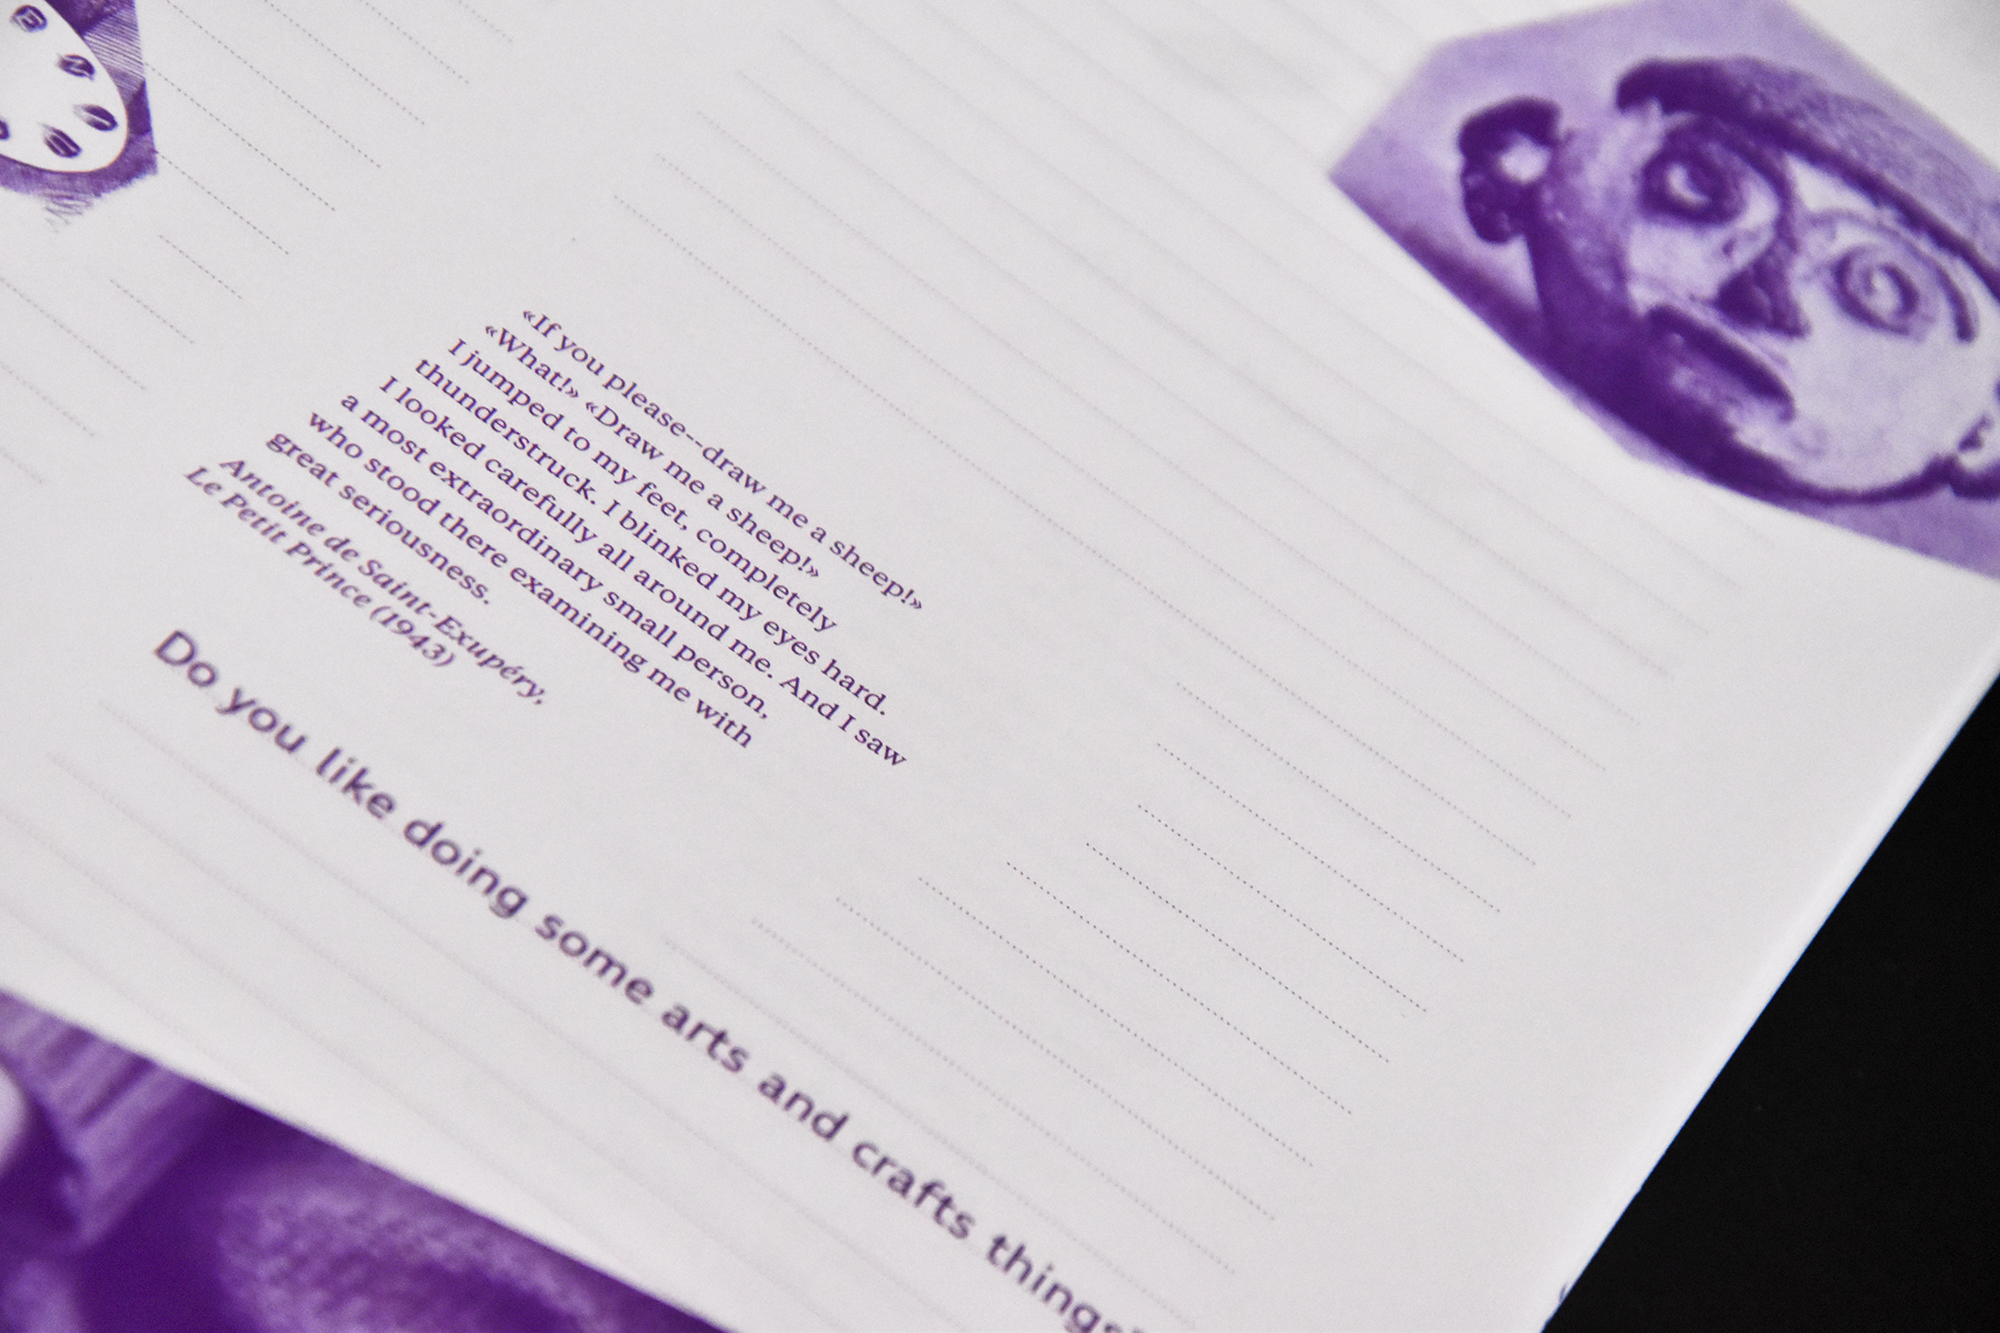 «If you please--draw me a sheep!»
«What!» «Draw me a sheep!»
I jumped to my feet, completely
thunderstruck. I blinked my eyes hard.
I looked carefully all around me. And I saw
a most extraordinary small person,
who stood there examining me with
great seriousness.
Antoine de Saint-Exupéry,
Le Petit Prince (1943)
Do you like doing some arts and crafts things?